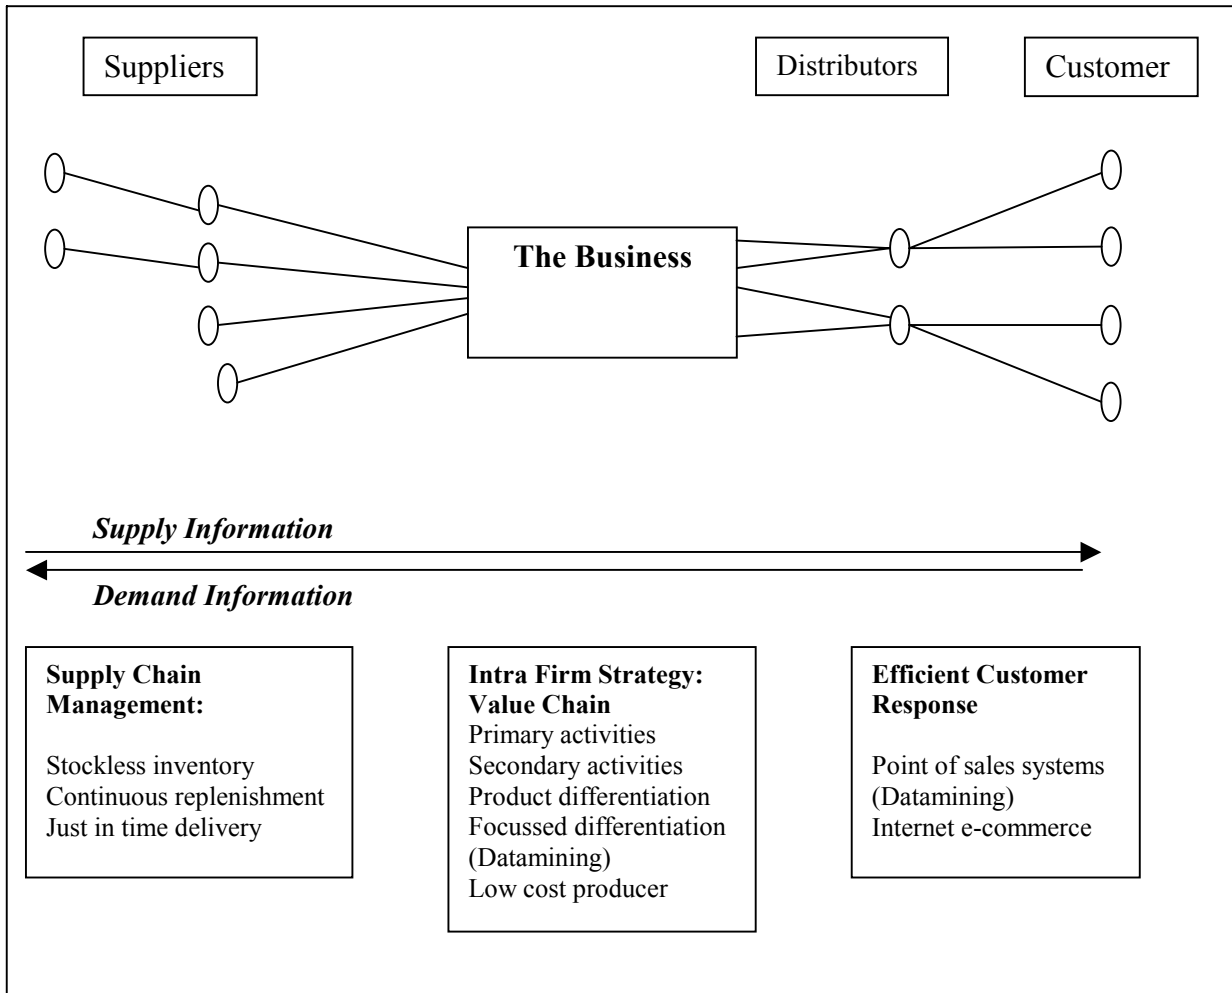 Suppliers
Distributors
Customer
The Business
Supply Information
Demand Information
Supply Chain
Management:
Stockless inventory
Continuous replenishment
Just in time delivery
Intra Firm Strategy:
Value Chain
Primary activities
Secondary activities
Product differentiation
Focussed differentiation
(Datamining)
Low cost producer
Efficient Customer
Response
Point of sales systems
(Datamining)
Internet e-commerce